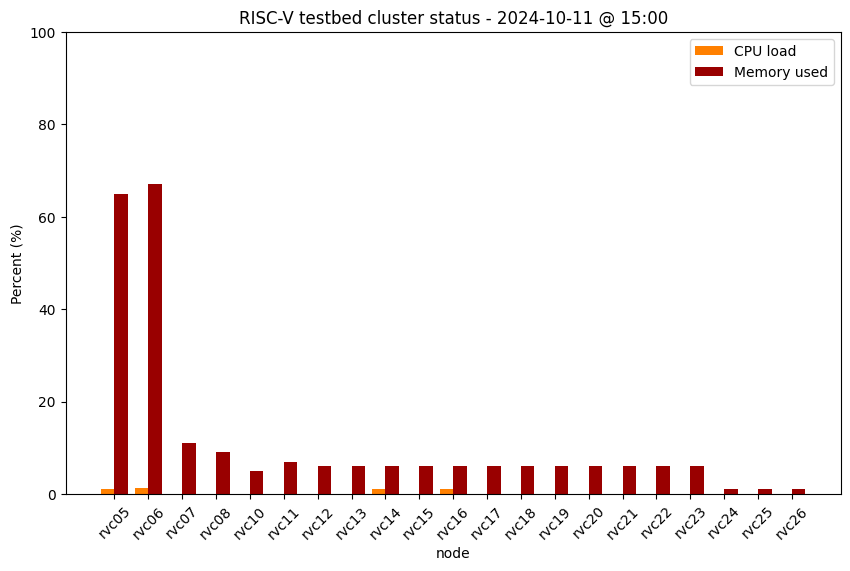 RISC-V testbed cluster status - 2024-10-11 @ 15:00
CPU load
Memory used
Percent (%)
100
80
60
40
20
0
rvc05 rvc06 rvc07 rvc08 rvc10 rvc11 rvc12 rvc13 rvc14 rvc15 rvc16 rvc17 rvc18 rvc19 rvc20 rvc21 rvc22 rvc23 rvc24 rvc25 rvc26
node